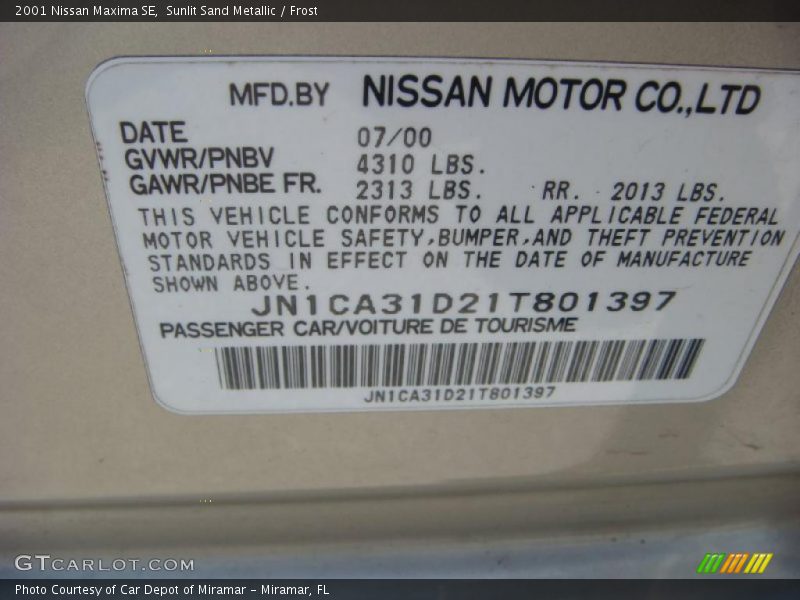 2001 Nissan Maxima SE,  Sunlit Sand Metallic / Frost
MFD.BY NISSAN MOTOR CO.,LTD
DATE 07/00
GVWR/PNBV 4310 LBS.
GAWR/PNBE FR. 2313 LBS. RR. 2013 LBS.
THIS VEHICLE CONFORMS TO ALL APPLICABLE FEDERAL
MOTOR VEHICLE SAFETY,BUMPER,AND THEFT PREVENTION
STANDARDS IN EFFECT ON THE DATE OF MANUFACTURE
SHOWN ABOVE.
JN1CA31D21T801397
PASSENGER CAR/VOITURE DE TOURISME
JN1CA31D21T801397
GTCARLOT.COM
Photo Courtesy of Car Depot of Miramar – Miramar, FL